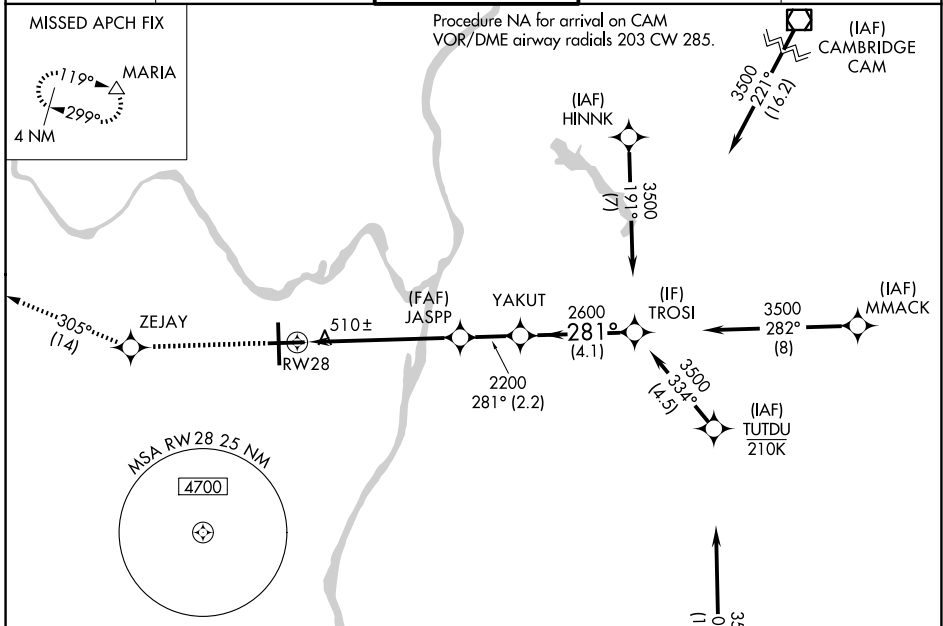 MISSED APCH FIX
119°
MARIA
299°
4 NM
Procedure NA for arrival on CAM
VOR/DME airway radials 203 CW 285.
(IAF)
CAMBRIDGE
CAM
3500
221°
(16.2)
(IAF)
HINNK
3500
191°
(7)
305°
(14)
ZEJAY
RW28
510±
(FAF)
JASPP
YAKUT
2600
281°
(4.1)
(IF)
TROSI
3500
282°
(8)
(IAF)
MMACK
2200
281° (2.2)
3500
334°
(4.5)
(IAF)
TUTDU
210K
MSA RW28 25 NM
4700